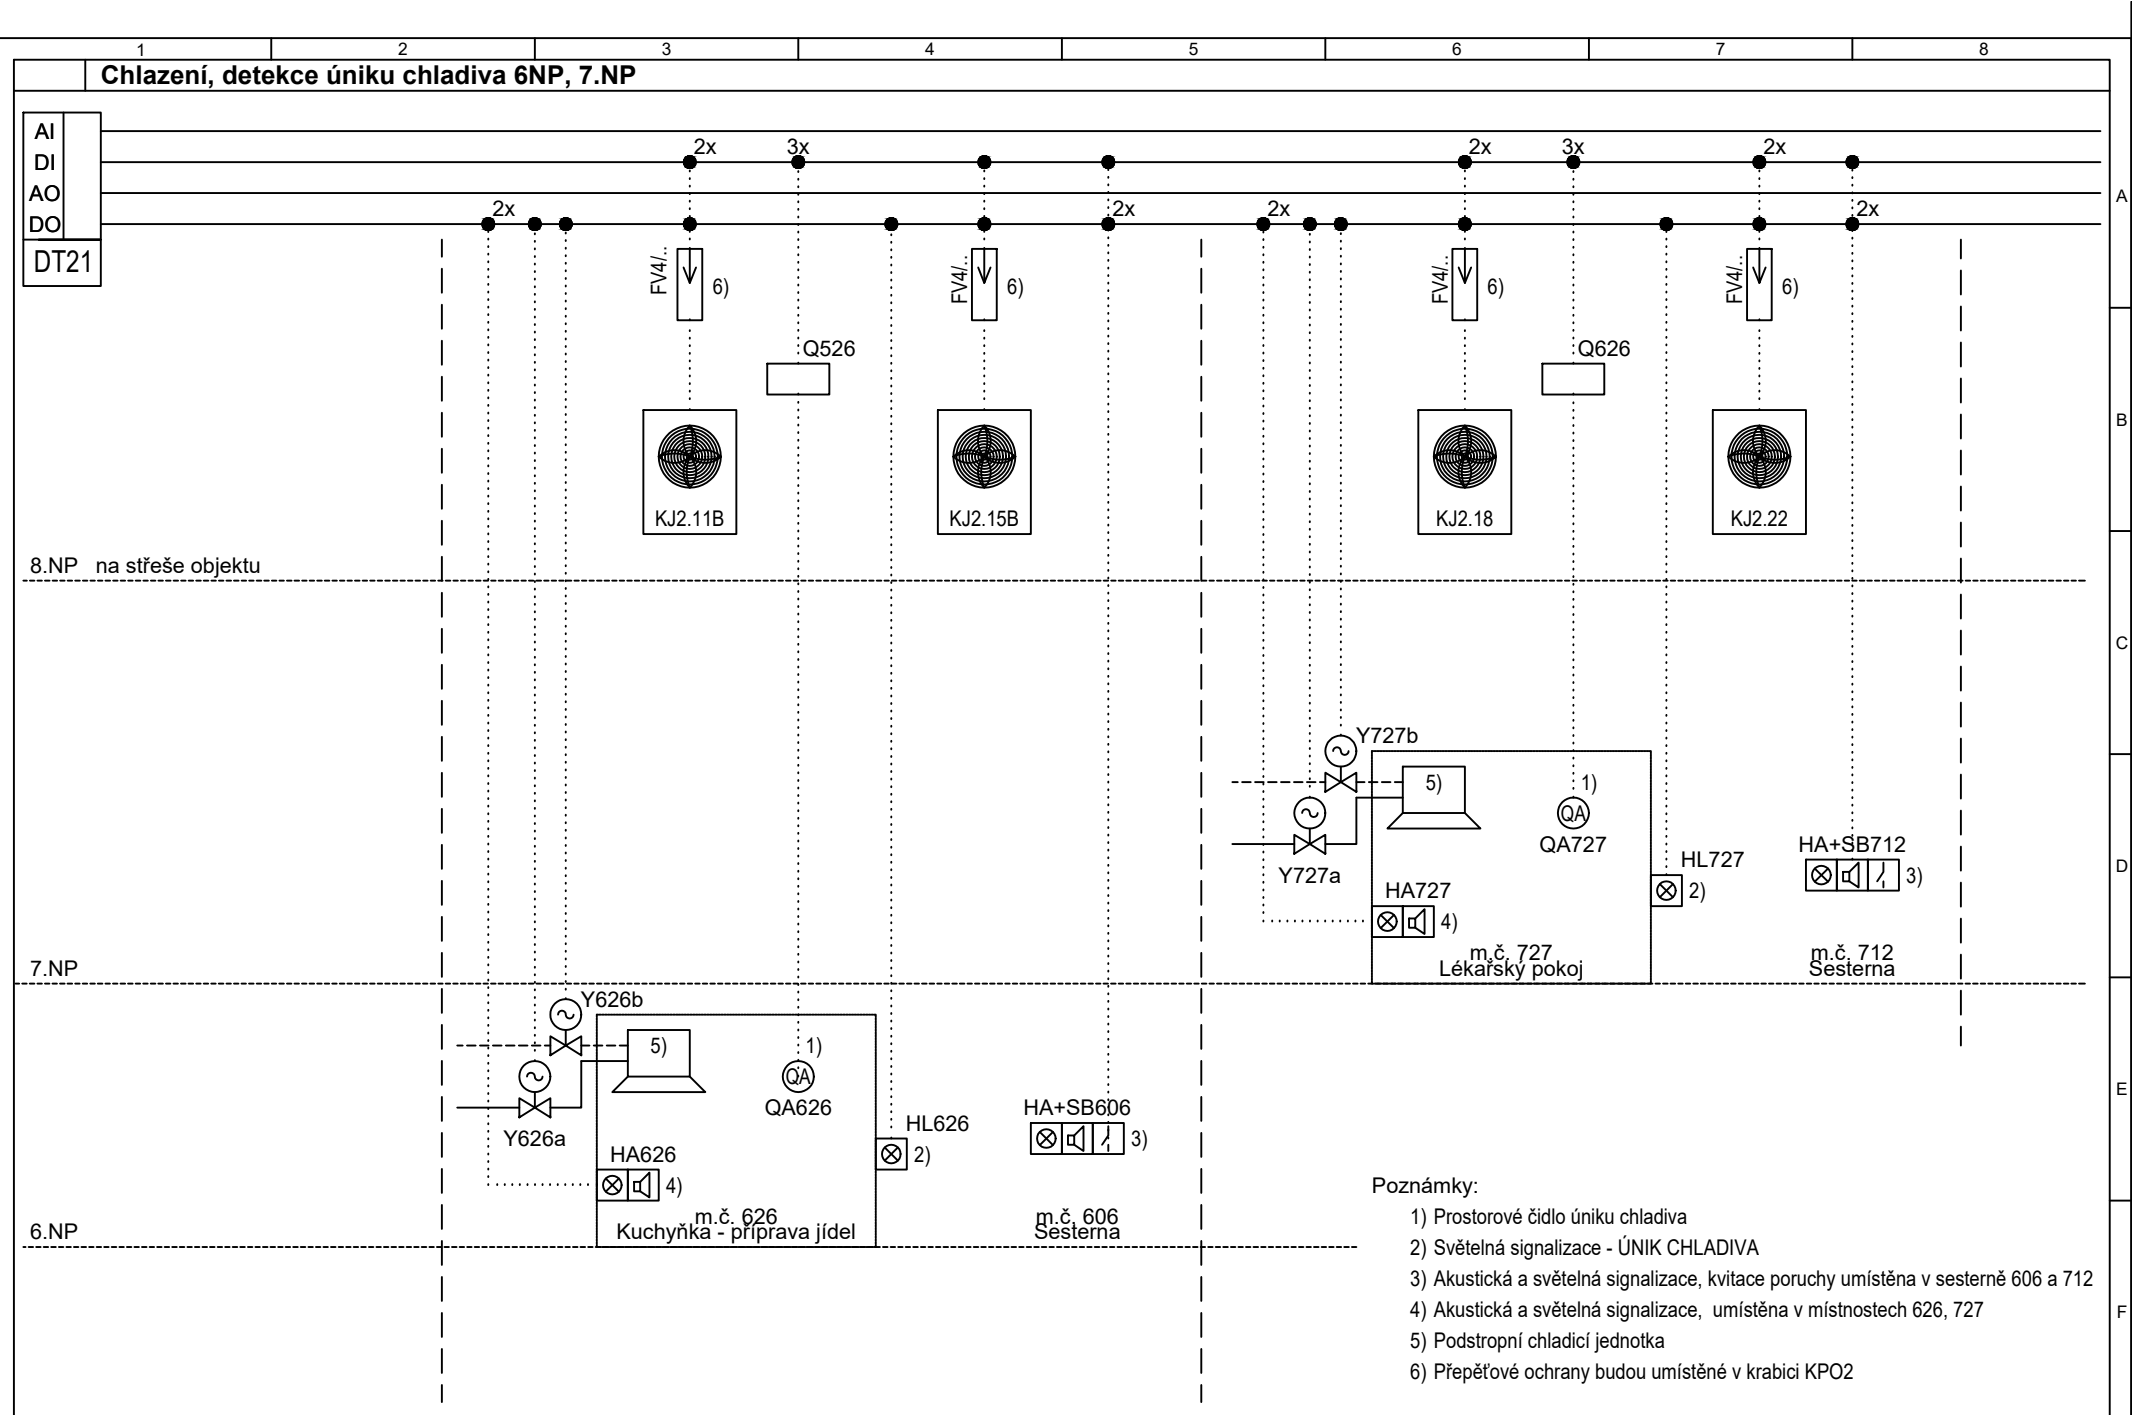 1 2 3 4 5 6 7 8
Chlazení, detekce úniku chladiva 6NP, 7.NP
AI
DI 2x 3x 2x 3x 2x
AO
DO 2x 2x 2x 2x
DT21
A
FV4/.. 6) FV4/.. 6) FV4/.. 6) FV4/.. 6)
Q526 Q626
B
KJ2.11B KJ2.15B KJ2.18 KJ2.22
8.NP na střeše objektu
C
Y727b
5) 1)
QA
QA727
HA+SB712
3)
HL727
2)
D
Y727a
HA727
4)
m.č. 727
Lékařský pokoj
m.č. 712
Sesterna
7.NP
Y626b
5) 1)
QA
QA626
E
HA+SB606
3)
HL626
2)
Y626a
HA626
4)
m.č. 626
Kuchyňka - příprava jídel
m.č. 606
Sesterna
6.NP
F
Poznámky:
1) Prostorové čidlo úniku chladiva
2) Světelná signalizace - ÚNIK CHLADIVA
3) Akustická a světelná signalizace, kvitace poruchy umístěna v sesterně 606 a 712
4) Akustická a světelná signalizace, umístěna v místnostech 626, 727
5) Podstropní chladicí jednotka
6) Přepěťové ochrany budou umístěné v krabici KPO2